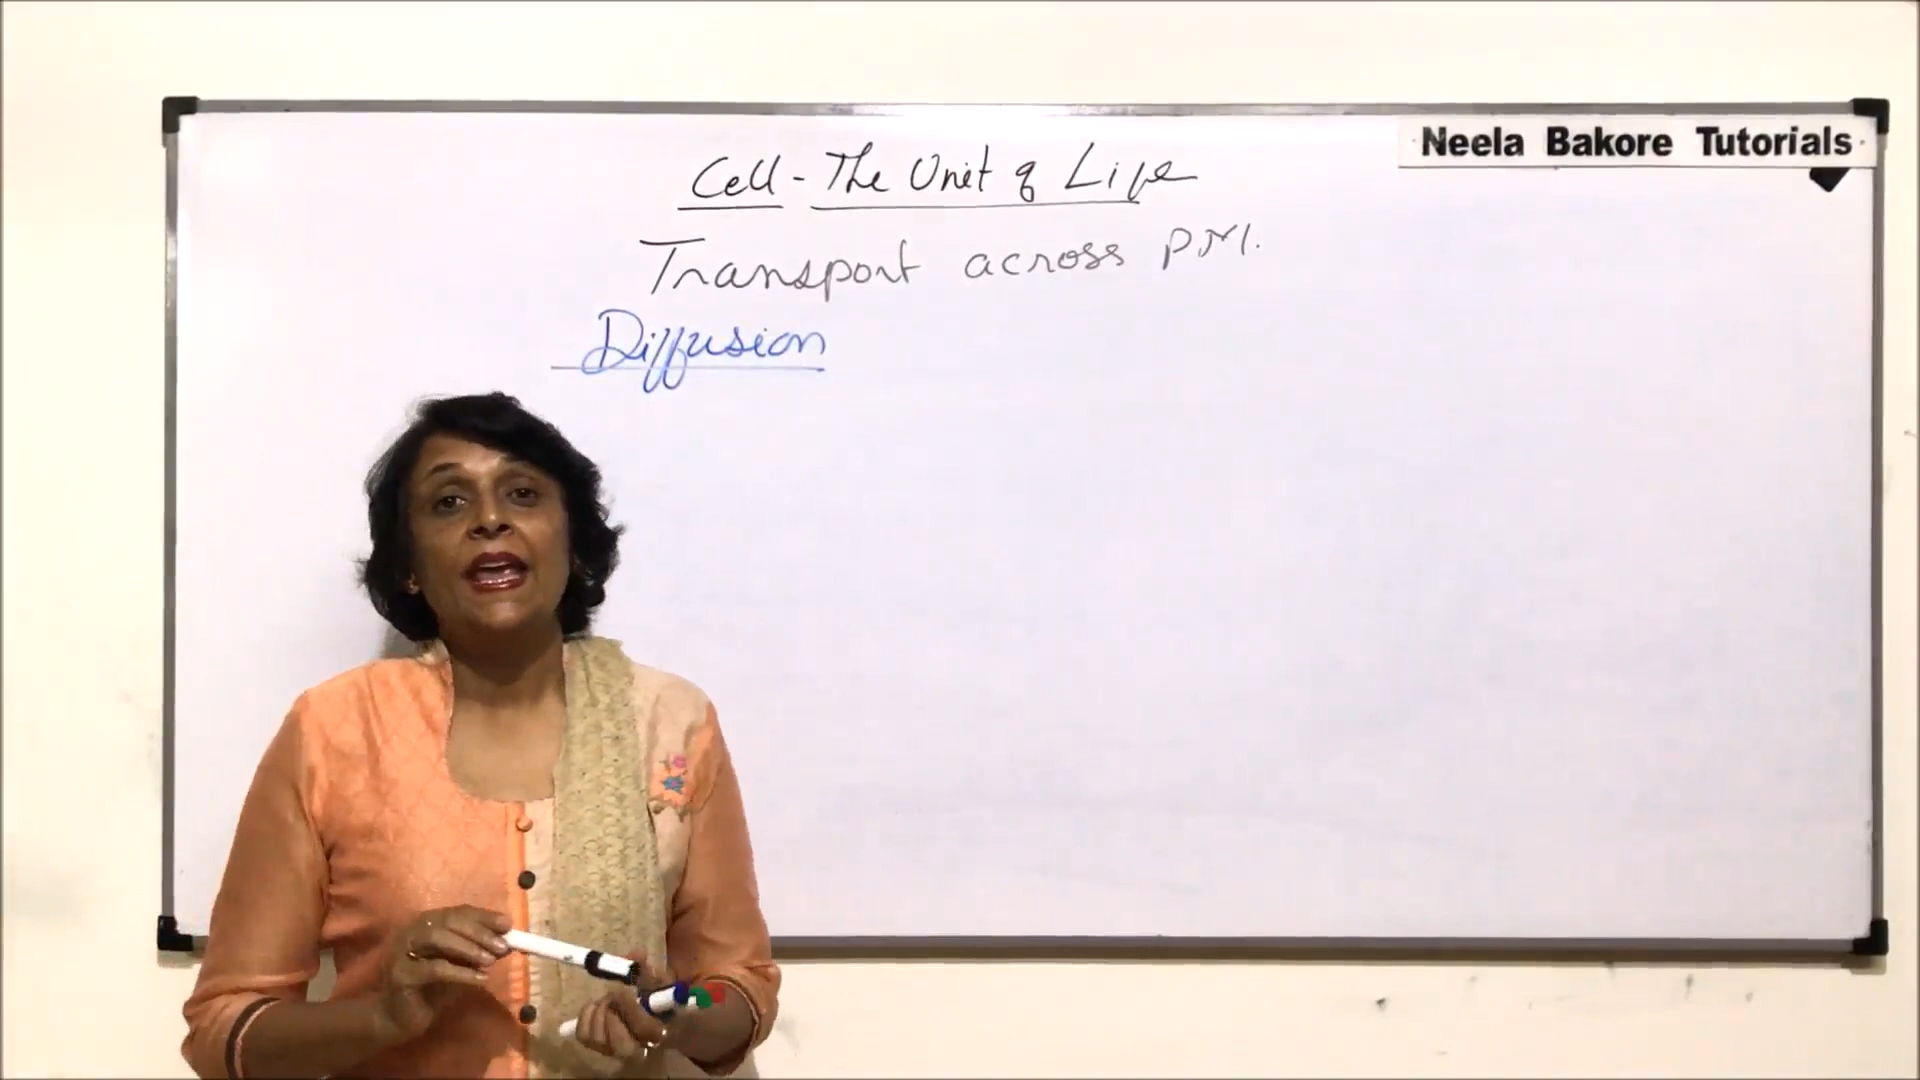 Neela Bakore Tutorials
Cell - The Unit of Life
Transport across P.M.
Diffusion